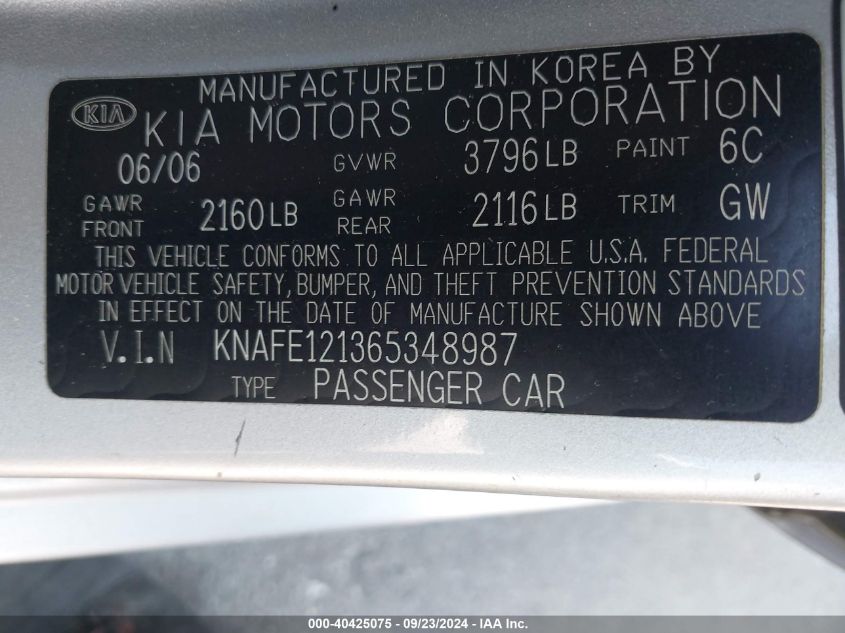 MANUFACTURED IN KOREA BY
KIA KIA MOTORS CORPORATION
06/06 GVWR 3796LB PAINT 6C
GAWR FRONT 2160LB GAWR REAR 2116LB TRIM GW
THIS VEHICLE CONFORMS TO ALL APPLICABLE U.S.A. FEDERAL
MOTOR VEHICLE SAFETY, BUMPER, AND THEFT PREVENTION STANDARDS
IN EFFECT ON THE DATE OF MANUFACTURE SHOWN ABOVE
V.I.N KNAFE121365348987
TYPE PASSENGER CAR
000-40425075 - 09/23/2024 - IAA Inc.